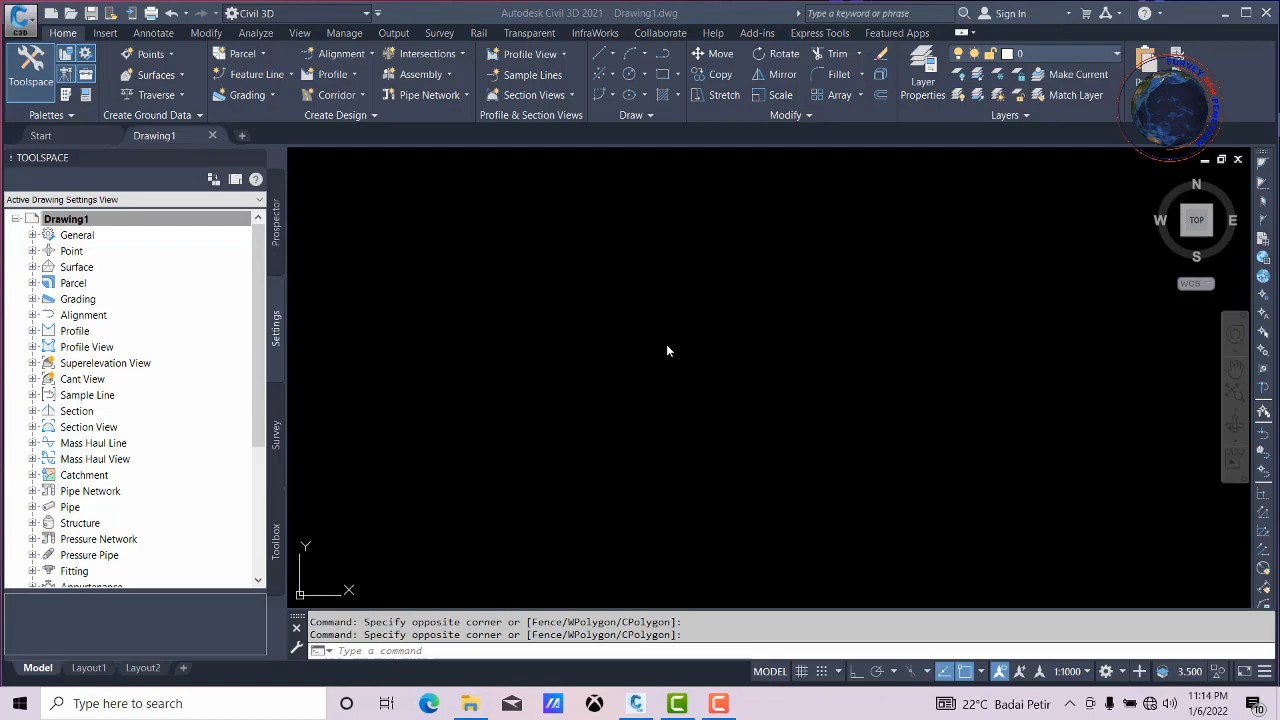 C3D
Civil 3D
Autodesk Civil 3D 2021 Drawing1.dwg
Type a keyword or phrase
Sign In
Home Insert Annotate Modify Analyze View Manage Output Survey Rail Transparent InfraWorks Collaborate Help Add-ins Express Tools Featured Apps
Toolspace
Points
Surfaces
Traverse
Parcel
Feature Line
Grading
Alignment
Profile
Corridor
Intersections
Assembly
Pipe Network
Profile View
Sample Lines
Section Views
Move
Copy
Stretch
Rotate
Mirror
Scale
Trim
Fillet
Array
Layer
Properties
0
Make Current
Match Layer
Palettes Create Ground Data Create Design Profile & Section Views Draw Modify Layers
SURVEY
Start Drawing1
TOOLSPACE
Active Drawing Settings View
Drawing1
General
Point
Surface
Parcel
Grading
Alignment
Profile
Profile View
Superelevation View
Cant View
Sample Line
Section
Section View
Mass Haul Line
Mass Haul View
Catchment
Pipe Network
Pipe
Structure
Pressure Network
Pressure Pipe
Fitting
Appurtenance
Prospector
Settings
Survey
Toolbox
N
W TOP E
S
WCS
Y
X
Command: Specify opposite corner or [Fence/WPolygon/CPolygon]:
Command: Specify opposite corner or [Fence/WPolygon/CPolygon]:
Type a command
Model Layout1 Layout2
MODEL
1:1000
3.500
Type here to search
22°C Badai Petir
11:14 PM
1/6/2022
10